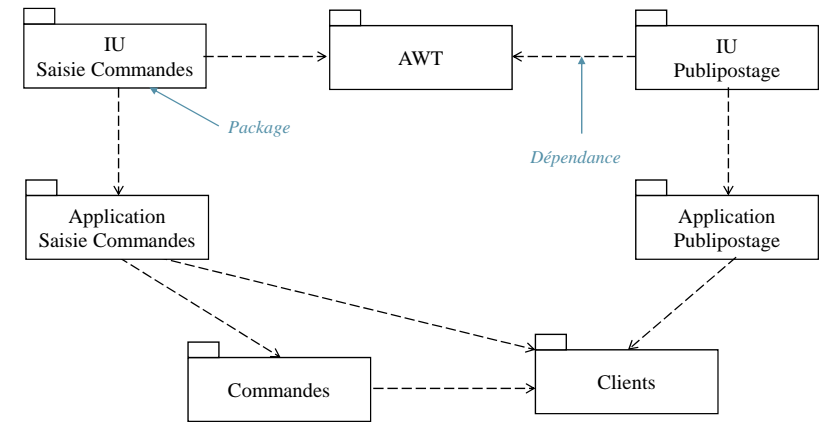 IU
Saisie Commandes
AWT
IU
Publipostage
Package
Dépendance
Application
Saisie Commandes
Application
Publipostage
Commandes
Clients